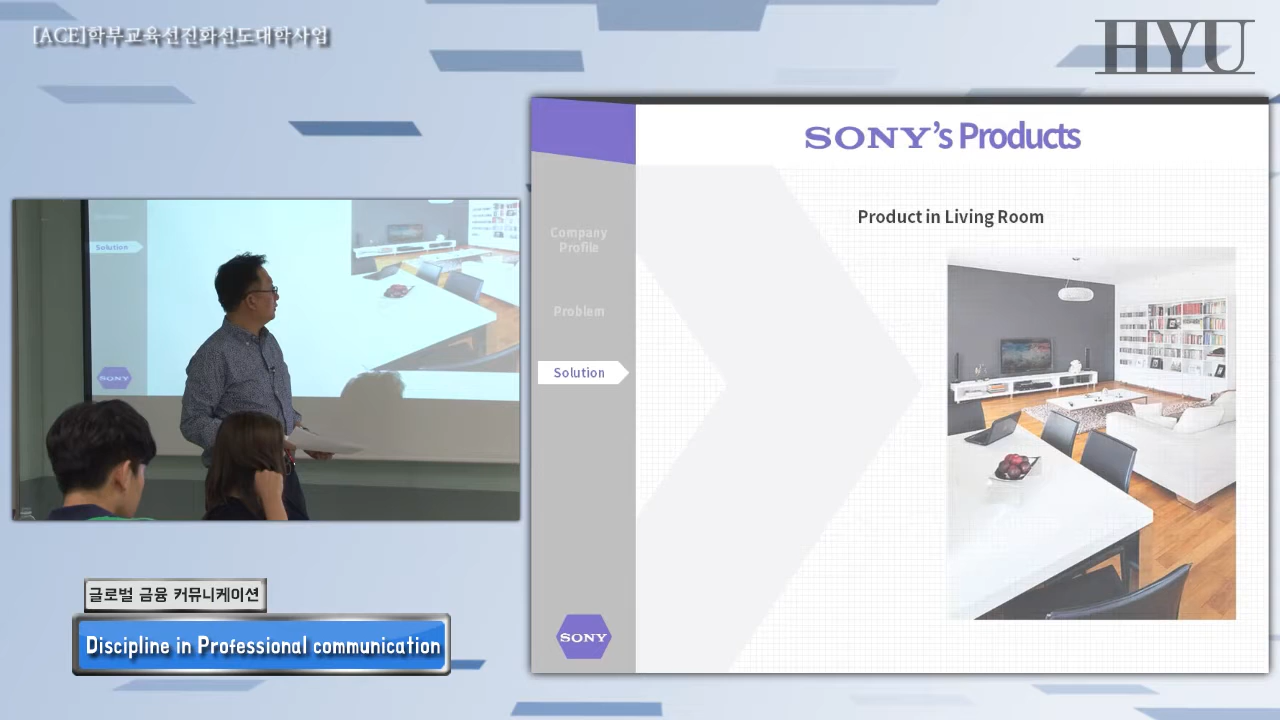 [ACE]학부교육선진화선도대학사업
HYU
SONY's Products
Product in Living Room
Company
Profile
Problem
Solution
SONY
Solution
SONY
글로벌 금융 커뮤니케이션
Discipline in Professional communication